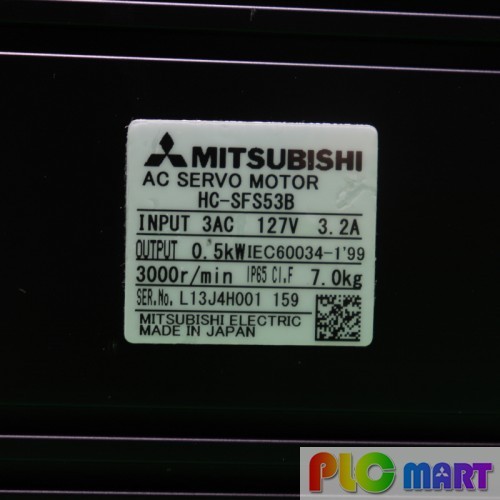 MITSUBISHI
AC SERVO MOTOR
HC-SFS53B
INPUT 3AC 127V 3.2A
OUTPUT 0.5kW IEC60034-1'99
3000r/min IP65 Cl.F 7.0kg
SER.No. L13J4H001 159
MITSUBISHI ELECTRIC
MADE IN JAPAN
PLC MART